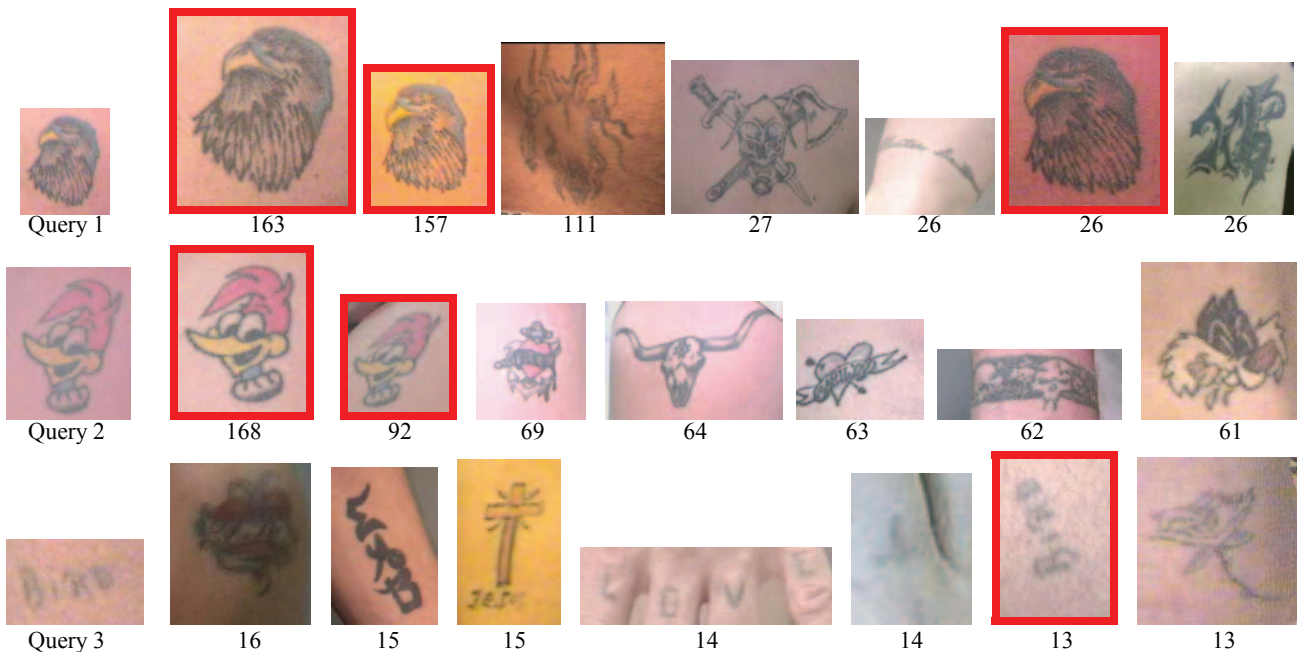 Query 1 163 157 111 27 26 26 26
Query 2 168 92 69 64 63 62 61
L O V E
Query 3 16 15 15 14 14 13 13